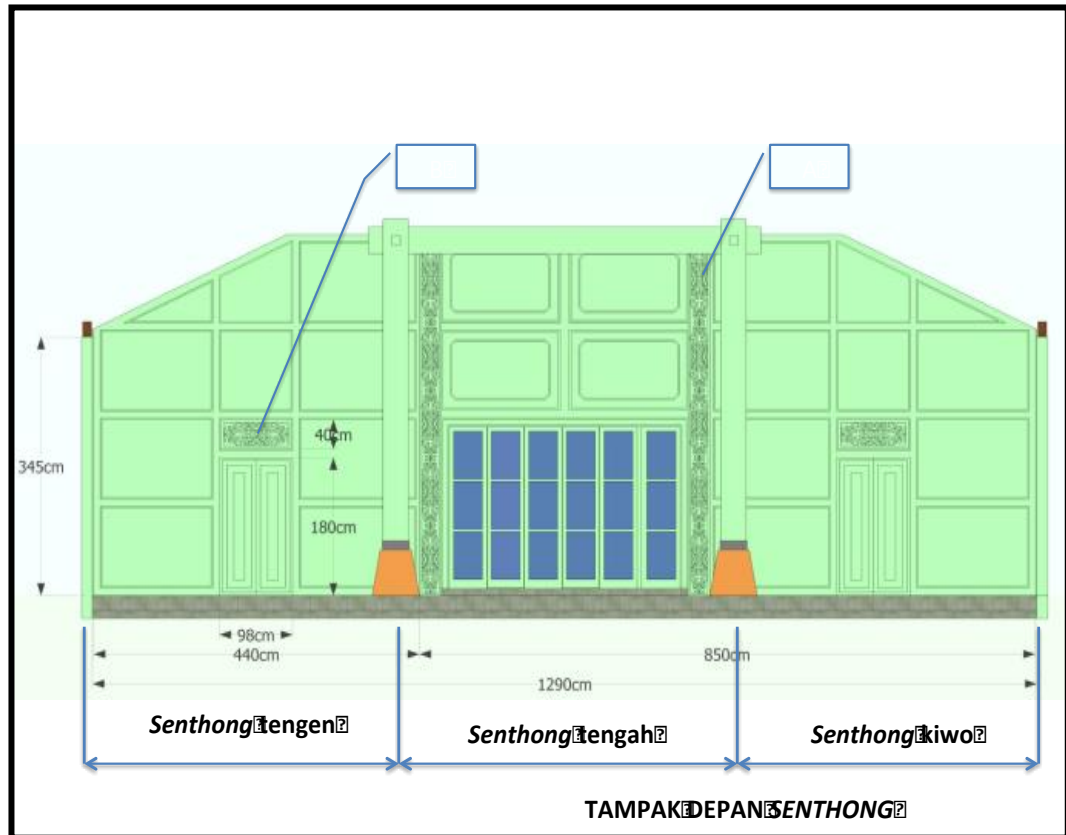 40cm
345cm
180cm
98cm
440cm
850cm
1290cm
Senthong tengen
Senthong tengah
Senthong kiwo
TAMPAK DEPAN SENTHONG